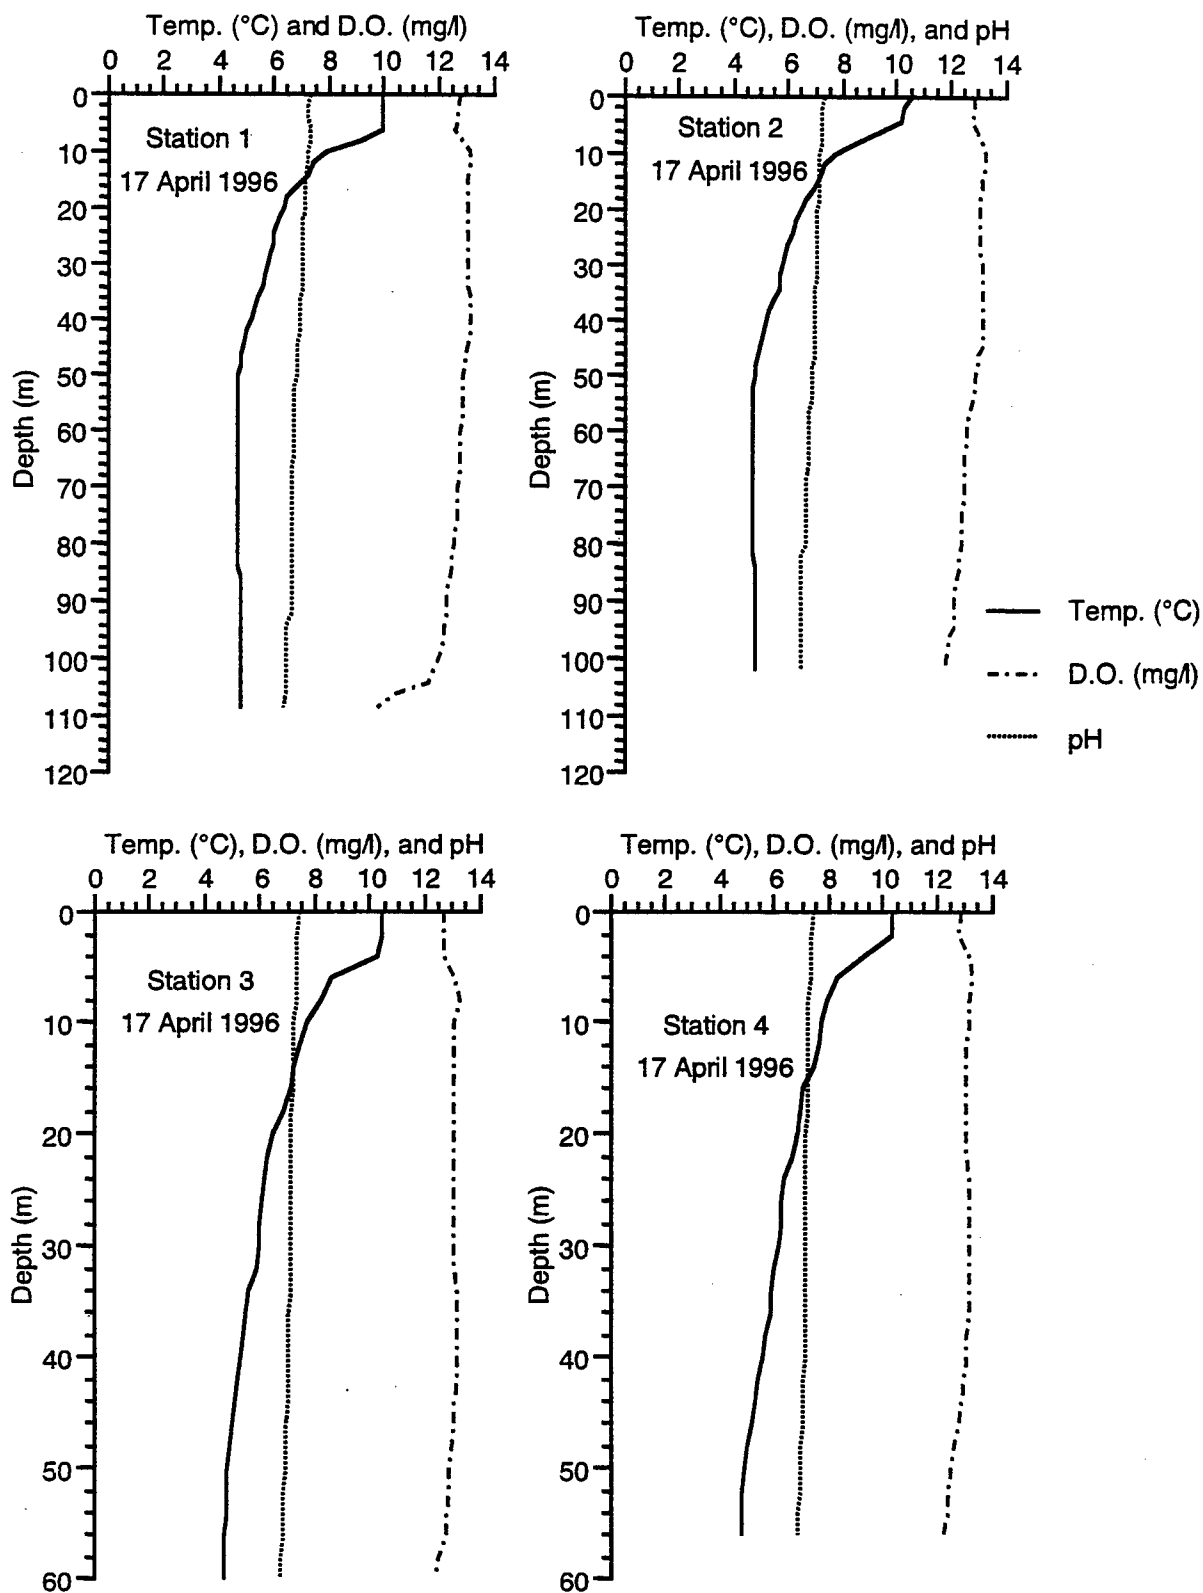 Temp. (°C) and D.O. (mg/l)
0 2 4 6 8 10 12 14
0
10
20
30
40
50
60
70
80
90
100
110
120
Depth (m)
Station 1
17 April 1996
Temp. (°C), D.O. (mg/l), and pH
0 2 4 6 8 10 12 14
0
10
20
30
40
50
60
70
80
90
100
110
120
Depth (m)
Station 2
17 April 1996
Temp. (°C)
D.O. (mg/l)
pH
Temp. (°C), D.O. (mg/l), and pH
0 2 4 6 8 10 12 14
0
10
20
30
40
50
60
Depth (m)
Station 3
17 April 1996
Temp. (°C), D.O. (mg/l), and pH
0 2 4 6 8 10 12 14
0
10
20
30
40
50
60
Depth (m)
Station 4
17 April 1996